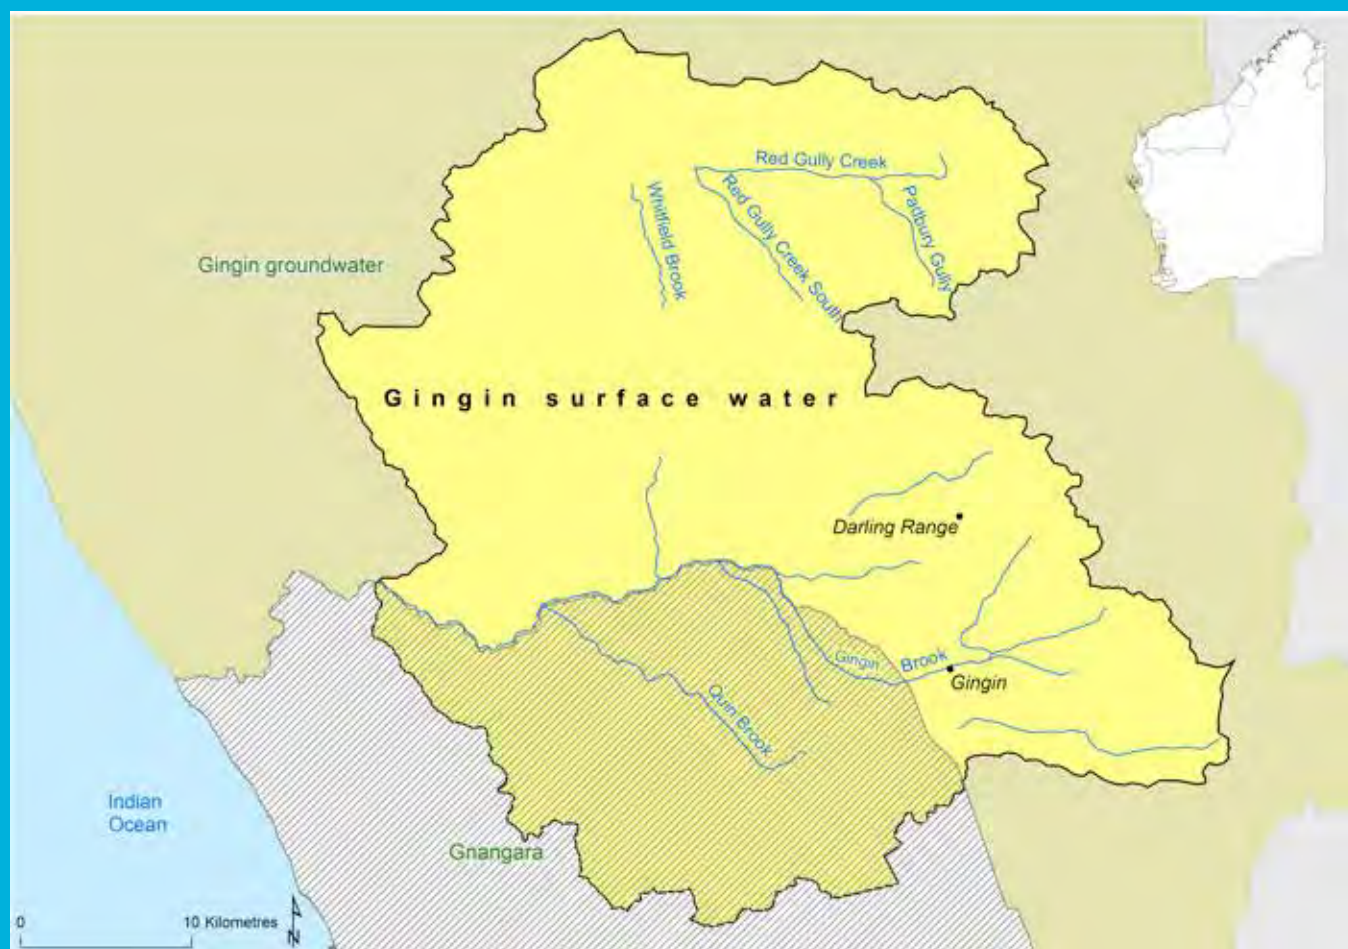 Red Gully Creek
Whitfield Brook
Red Gully Creek South
Padbury Gully
Gingin groundwater
Gingin surface water
Darling Range
Gingin Brook
Gingin
Quin Brook
Indian
Ocean
Gnangara
0 10 Kilometres
N